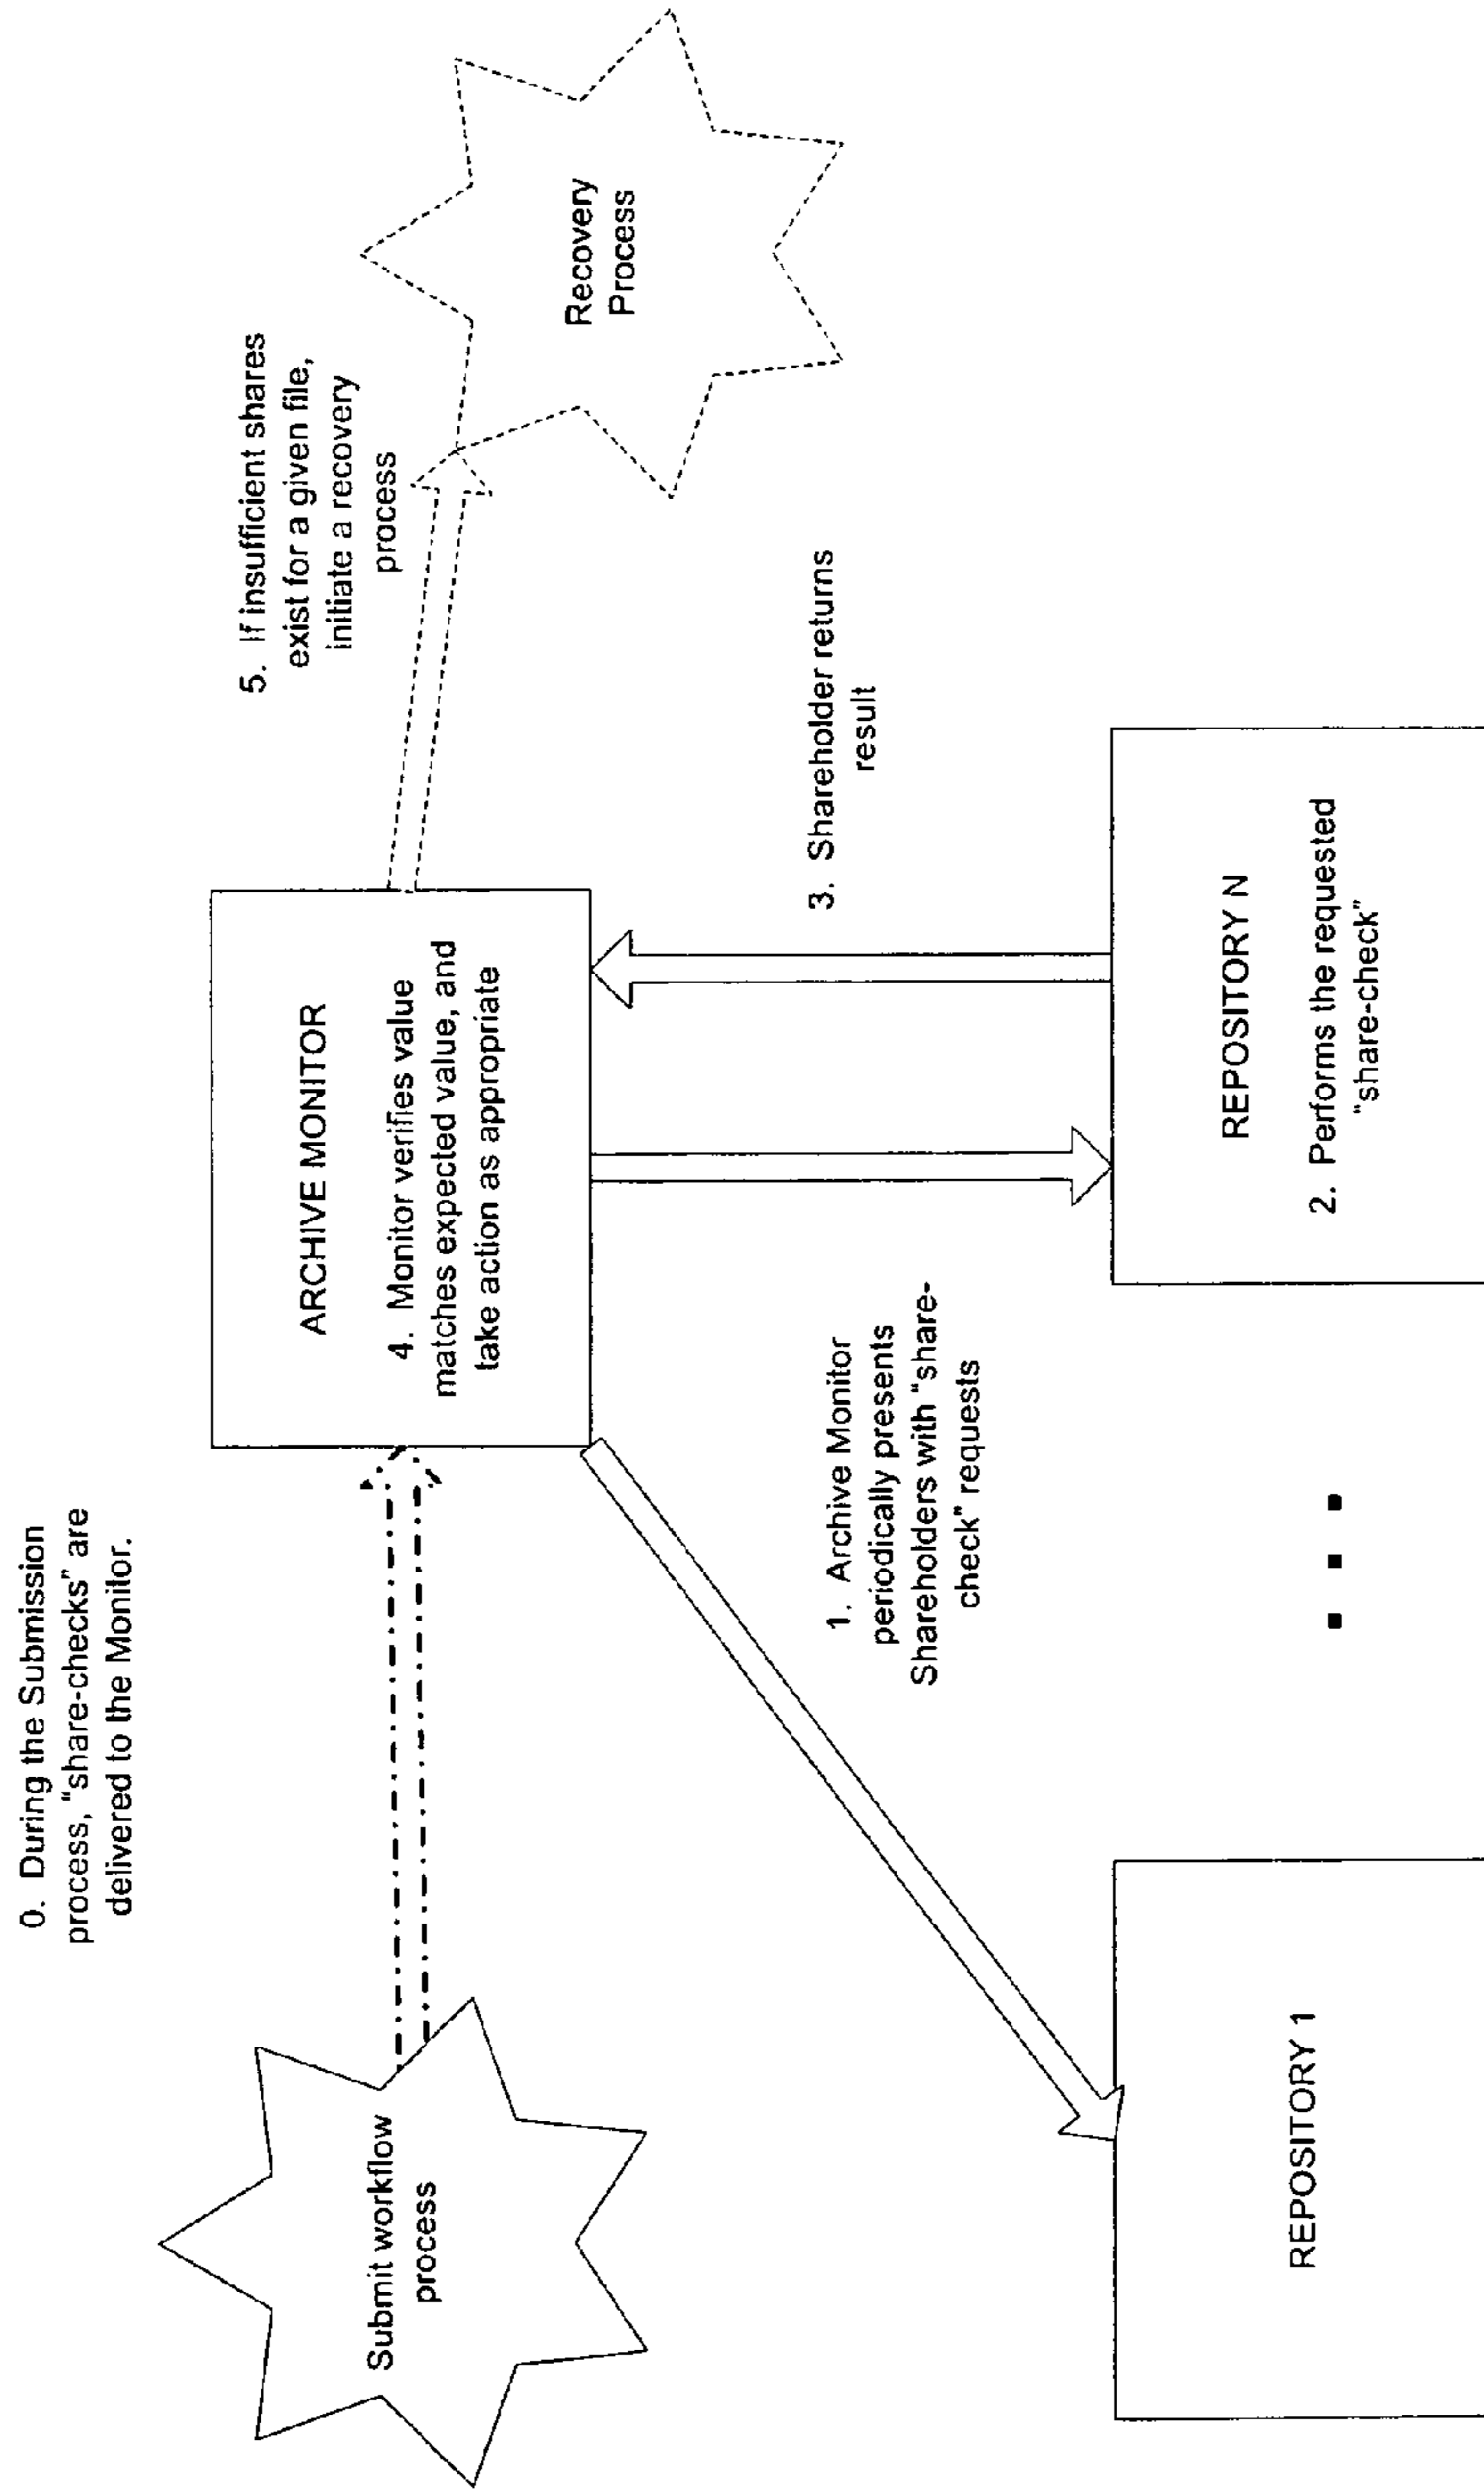 0. During the Submission
process, "share-checks" are
delivered to the Monitor.
Submit workflow
process
ARCHIVE MONITOR
4. Monitor verifies value
matches expected value, and
take action as appropriate
5. If insufficient shares
exist for a given file,
initiate a recovery
process
Recovery
Process
1. Archive Monitor
periodically presents
Shareholders with "share-
check" requests
3. Shareholder returns
result
REPOSITORY 1
REPOSITORY N
2. Performs the requested
"share-check"